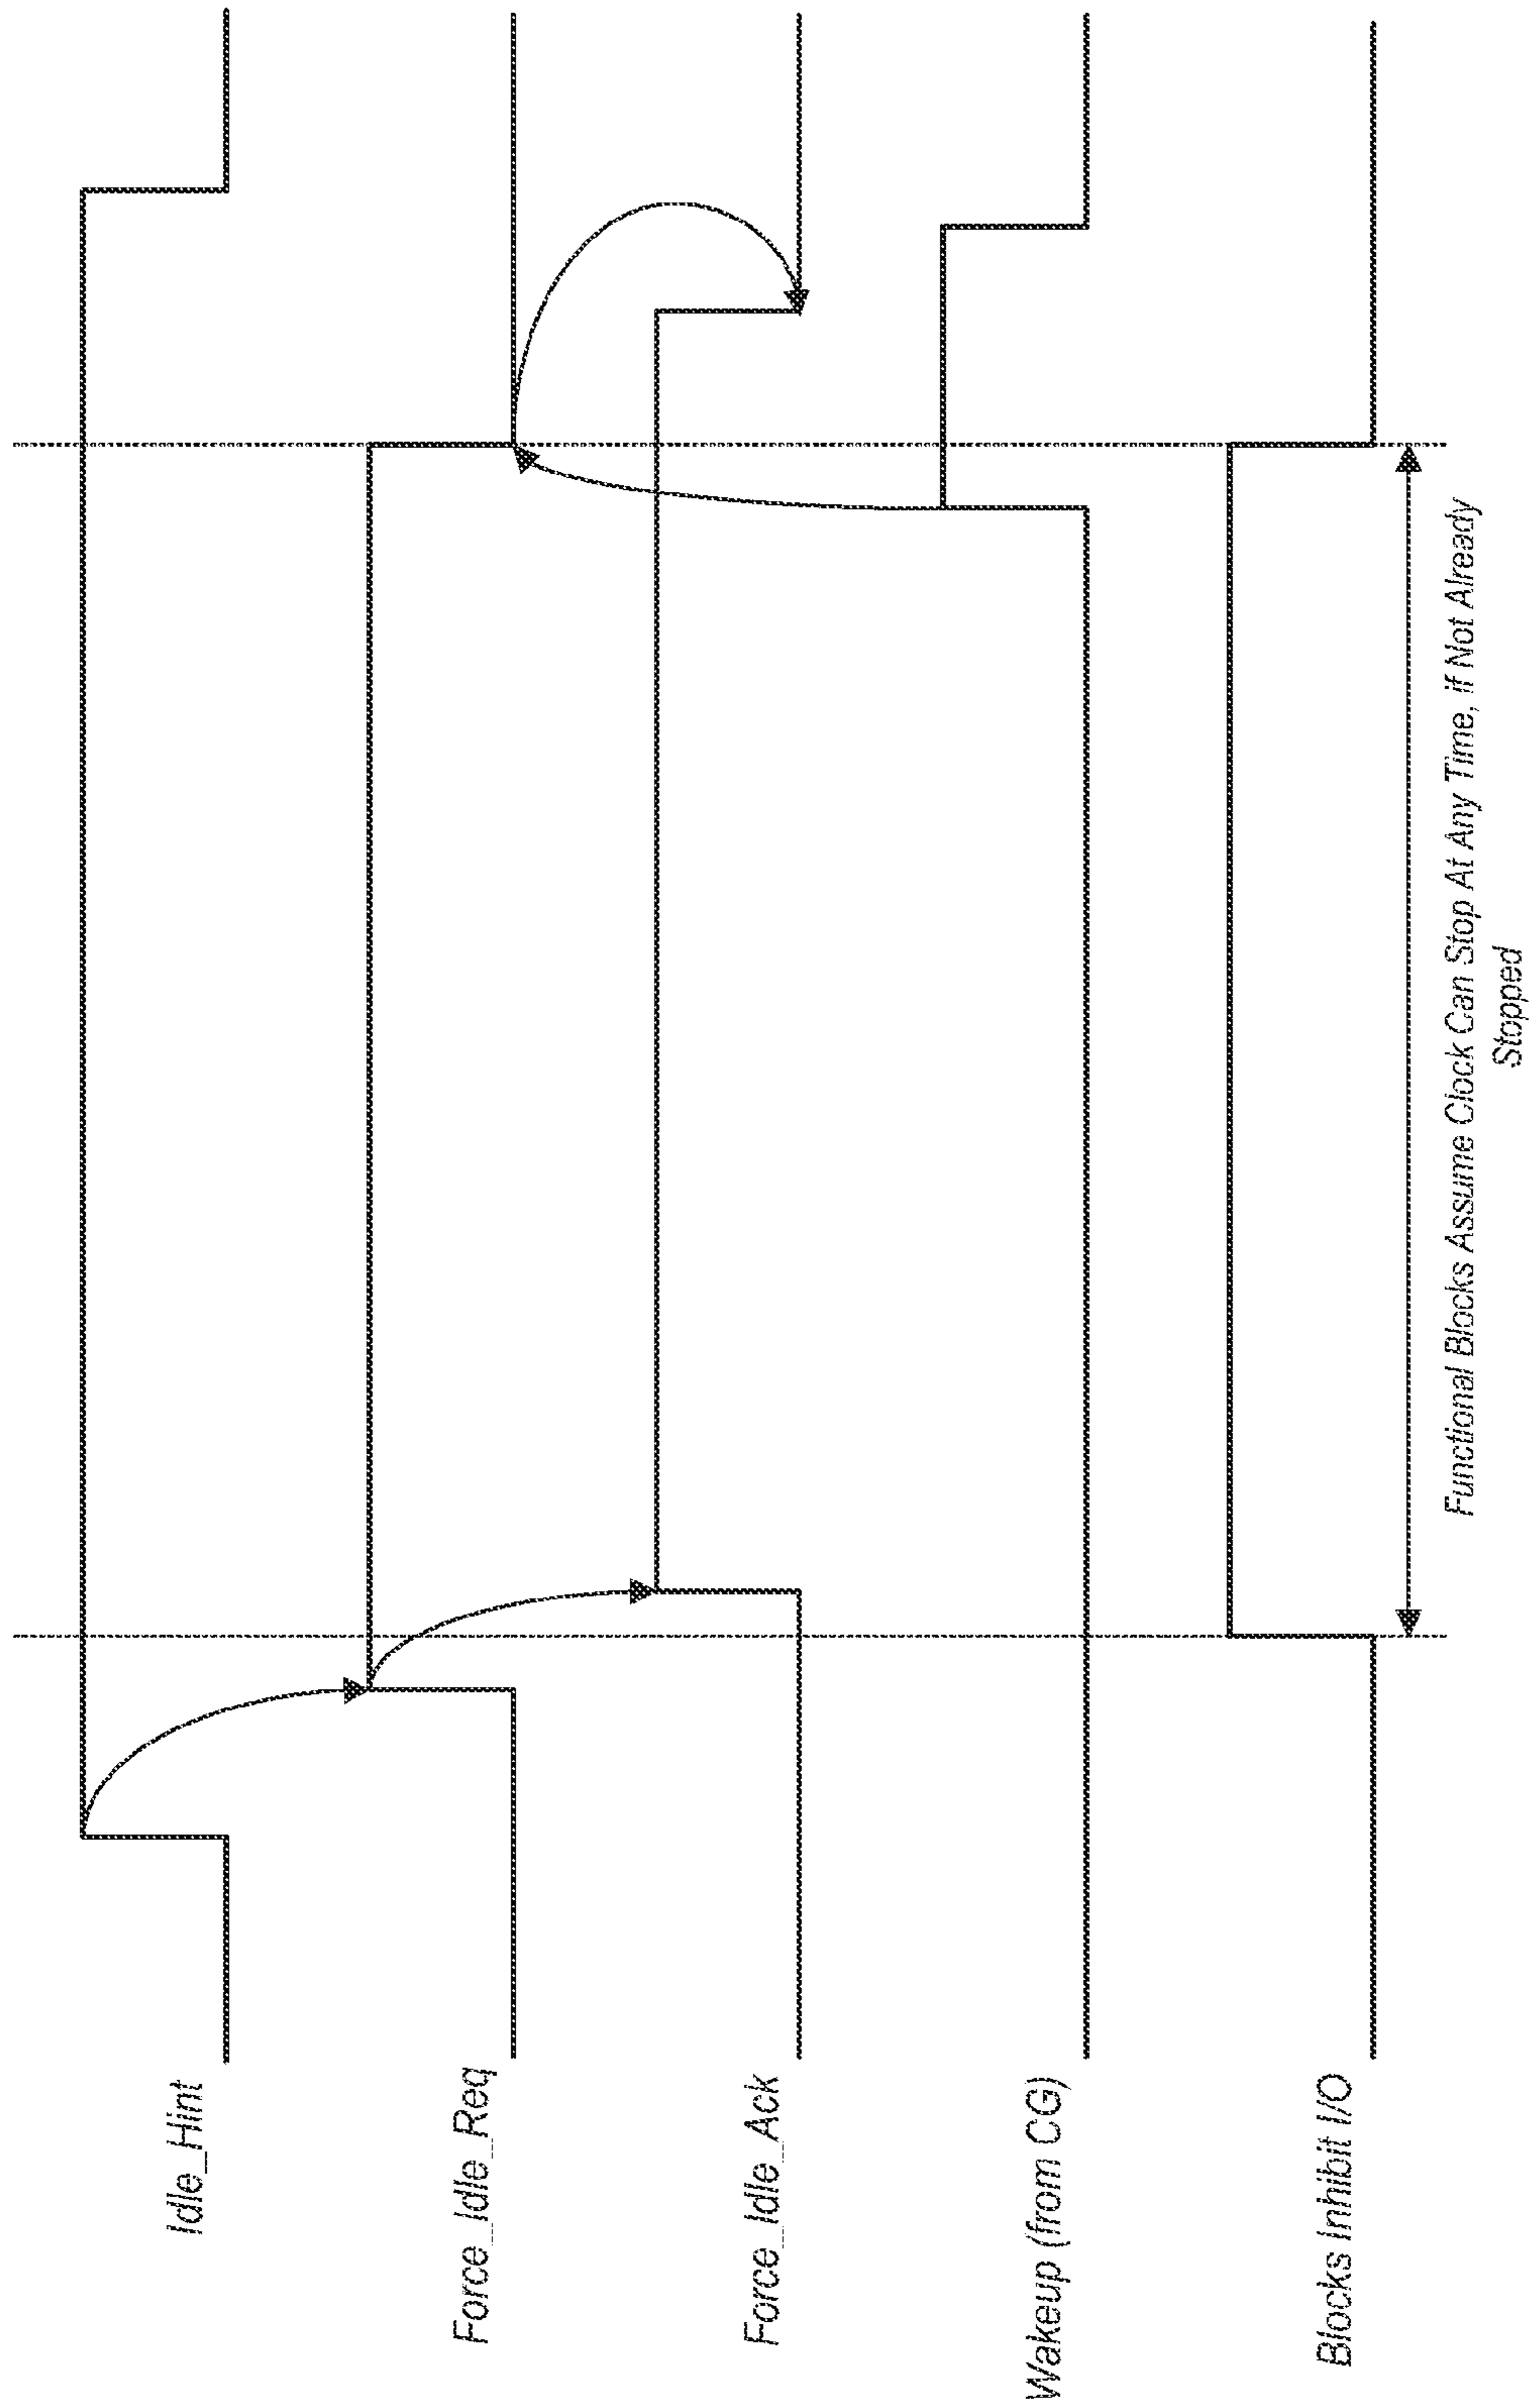 Idle_Hint
Force_Idle_Req
Force_Idle_Ack
Wakeup (from CG)
Blocks Inhibit I/O
Functional Blocks Assume Clock Can Stop At Any Time, if Not Already
Stopped